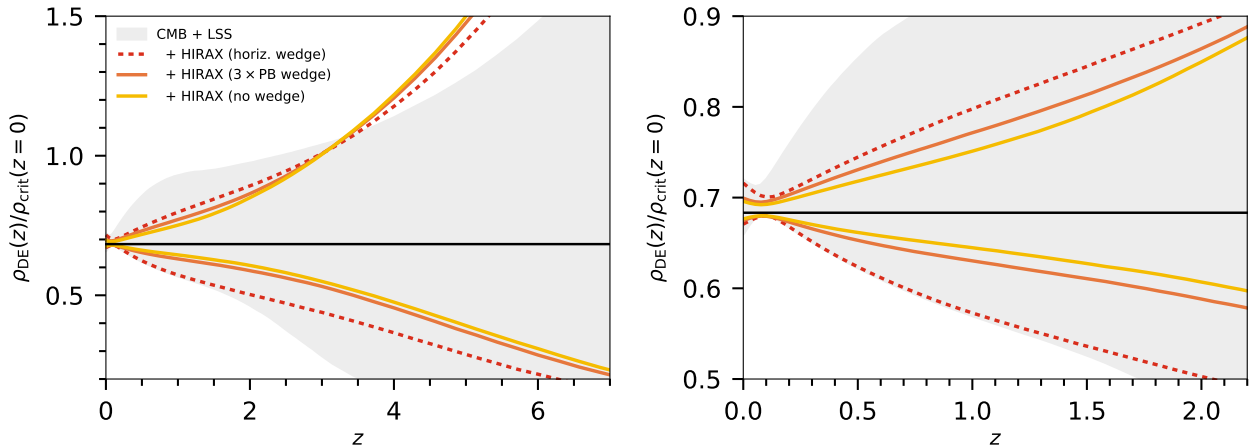 1.5
1.0
0.5
ρDE(z)/ρcrit(z = 0)
CMB + LSS
+ HIRAX (horiz. wedge)
+ HIRAX (3 × PB wedge)
+ HIRAX (no wedge)
0
2
4
6
z
0.9
0.8
0.7
0.6
0.5
ρDE(z)/ρcrit(z = 0)
0.0
0.5
1.0
1.5
2.0
z